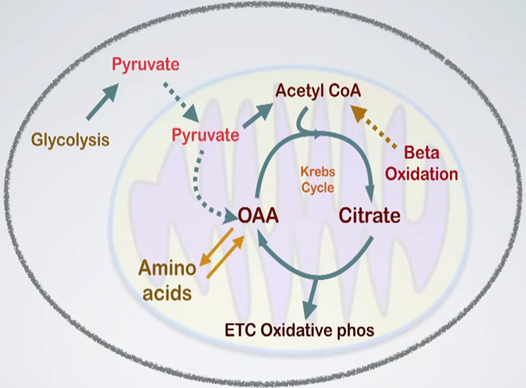 Pyruvate
Acetyl CoA
Glycolysis
Pyruvate
Beta
Oxidation
Krebs
Cycle
OAA
Citrate
Amino
acids
ETC Oxidative phos